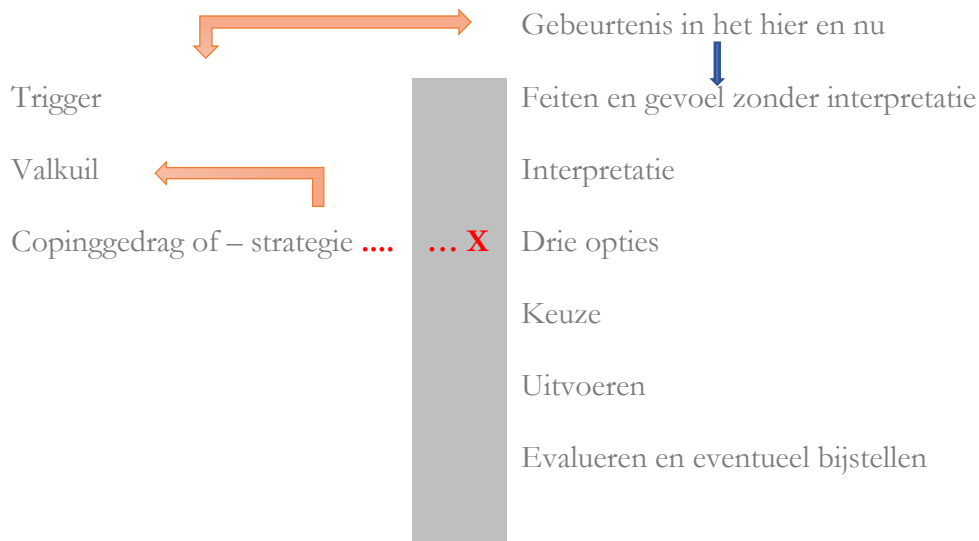 Gebeurtenis in het hier en nu
Trigger
Feiten en gevoel zonder interpretatie
Valkuil
Interpretatie
Copinggedrag of – strategie .... ... X
Drie opties
Keuze
Uitvoeren
Evalueren en eventueel bijstellen